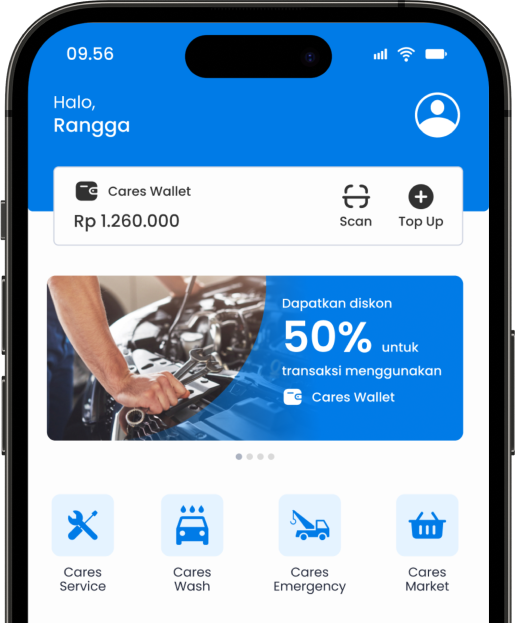 09.56
Halo,
Rangga
Cares Wallet
Rp 1.260.000
Scan
Top Up
Dapatkan diskon
50% untuk
transaksi menggunakan
Cares Wallet
Cares
Service
Cares
Wash
Cares
Emergency
Cares
Market